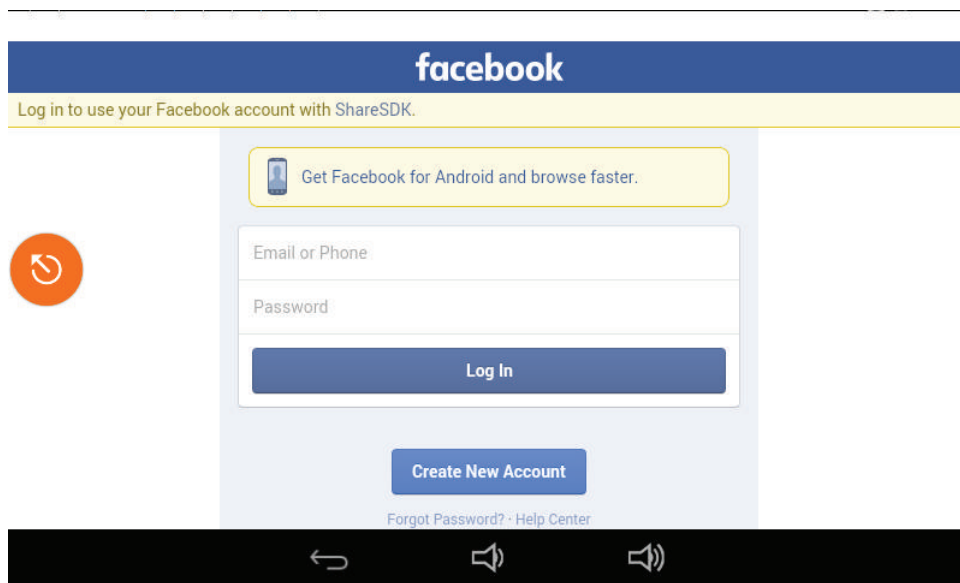 facebook
Log in to use your Facebook account with ShareSDK.
Get Facebook for Android and browse faster.
Email or Phone
Password
Log In
Create New Account
Forgot Password? · Help Center